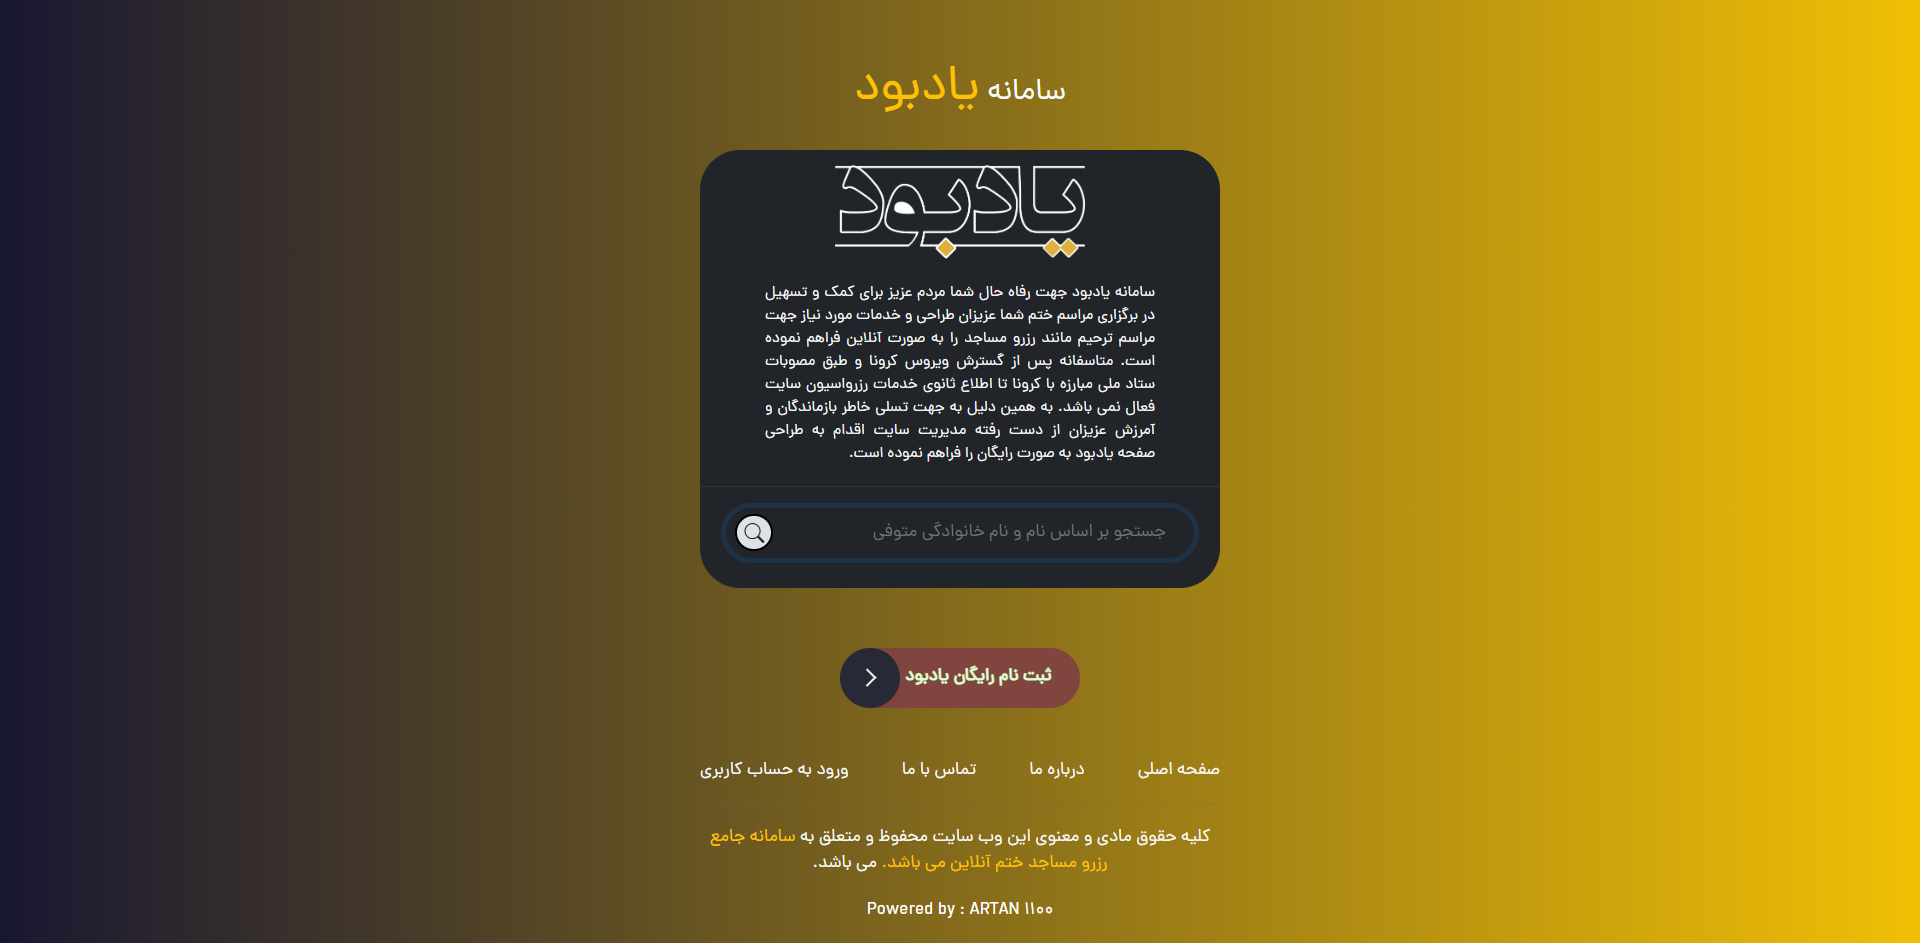 سامانه یادبود
یادبود
سامانه یادبود جهت رفاه حال شما مردم عزیز برای کمک و تسهیل
در برگزاری مراسم ختم شما عزیزان طراحی و خدمات مورد نیاز جهت
مراسم ترحیم مانند رزرو مساجد را به صورت آنلاین فراهم نموده
است. متاسفانه پس از گسترش ویروس کرونا و طبق مصوبات
ستاد ملی مبارزه با کرونا تا اطلاع ثانوی خدمات رزرواسیون سایت
فعال نمی باشد. به همین دلیل به جهت تسلی خاطر بازماندگان و
آمرزش عزیزان از دست رفته مدیریت سایت اقدام به طراحی
صفحه یادبود به صورت رایگان را فراهم نموده است.
جستجو بر اساس نام و نام خانوادگی متوفی
ثبت نام رایگان یادبود
صفحه اصلی درباره ما تماس با ما ورود به حساب کاربری
کلیه حقوق مادی و معنوی این وب سایت محفوظ و متعلق به سامانه جامع
رزرو مساجد ختم آنلاین می باشد. می باشد.
Powered by : ARTAN ۱۱۰۰